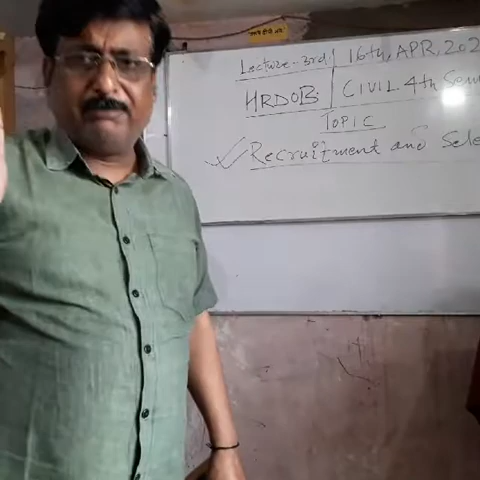 Lecture-3rd 16th, APR, 202
HRDOB. CIVIL 4th Sem
TOPIC
Recruitment and Sele